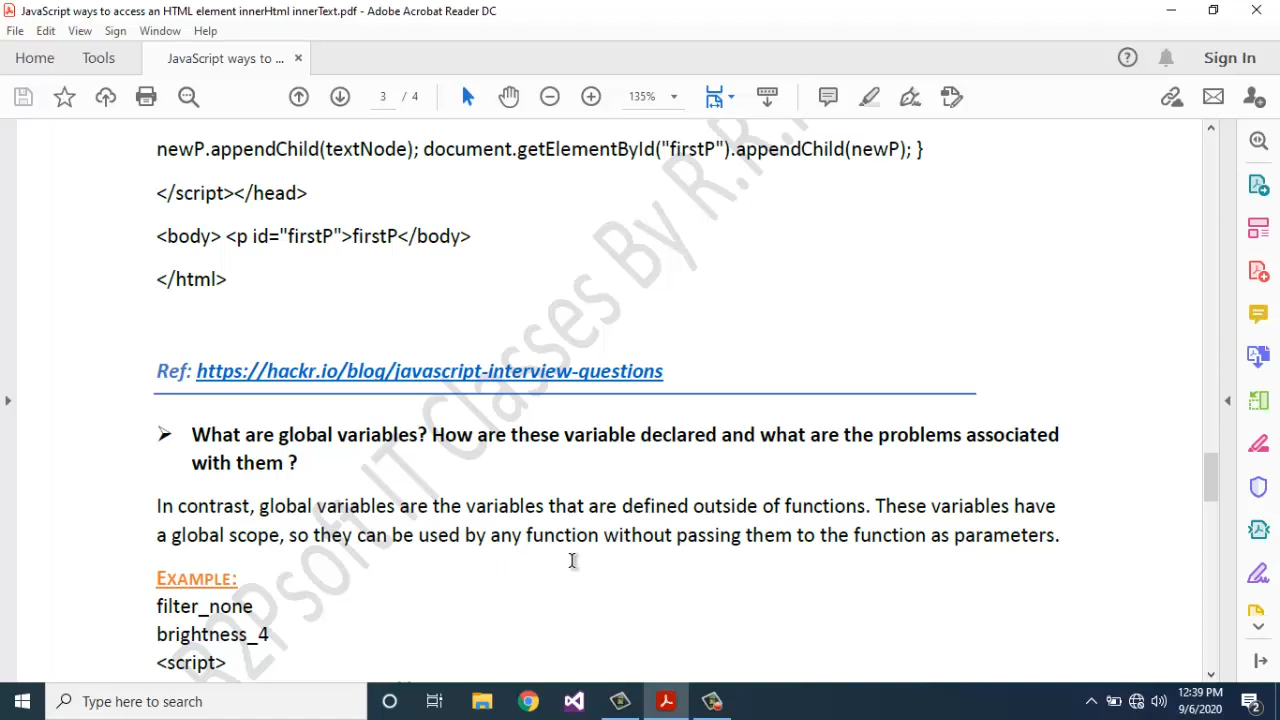 JavaScript ways to access an HTML element innerHtml innerText.pdf - Adobe Acrobat Reader DC
File Edit View Sign Window Help
Home Tools JavaScript ways to ... × Sign In
3 / 4 135%
newP.appendChild(textNode); document.getElementById("firstP").appendChild(newP); }
</script></head>
<body> <p id="firstP">firstP</body>
</html>
Ref: https://hackr.io/blog/javascript-interview-questions
➢ What are global variables? How are these variable declared and what are the problems associated
with them ?
In contrast, global variables are the variables that are defined outside of functions. These variables have
a global scope, so they can be used by any function without passing them to the function as parameters.
EXAMPLE:
filter_none
brightness_4
<script>
R2Psoft IT Classes By R.R.
Type here to search
12:39 PM
9/6/2020
2